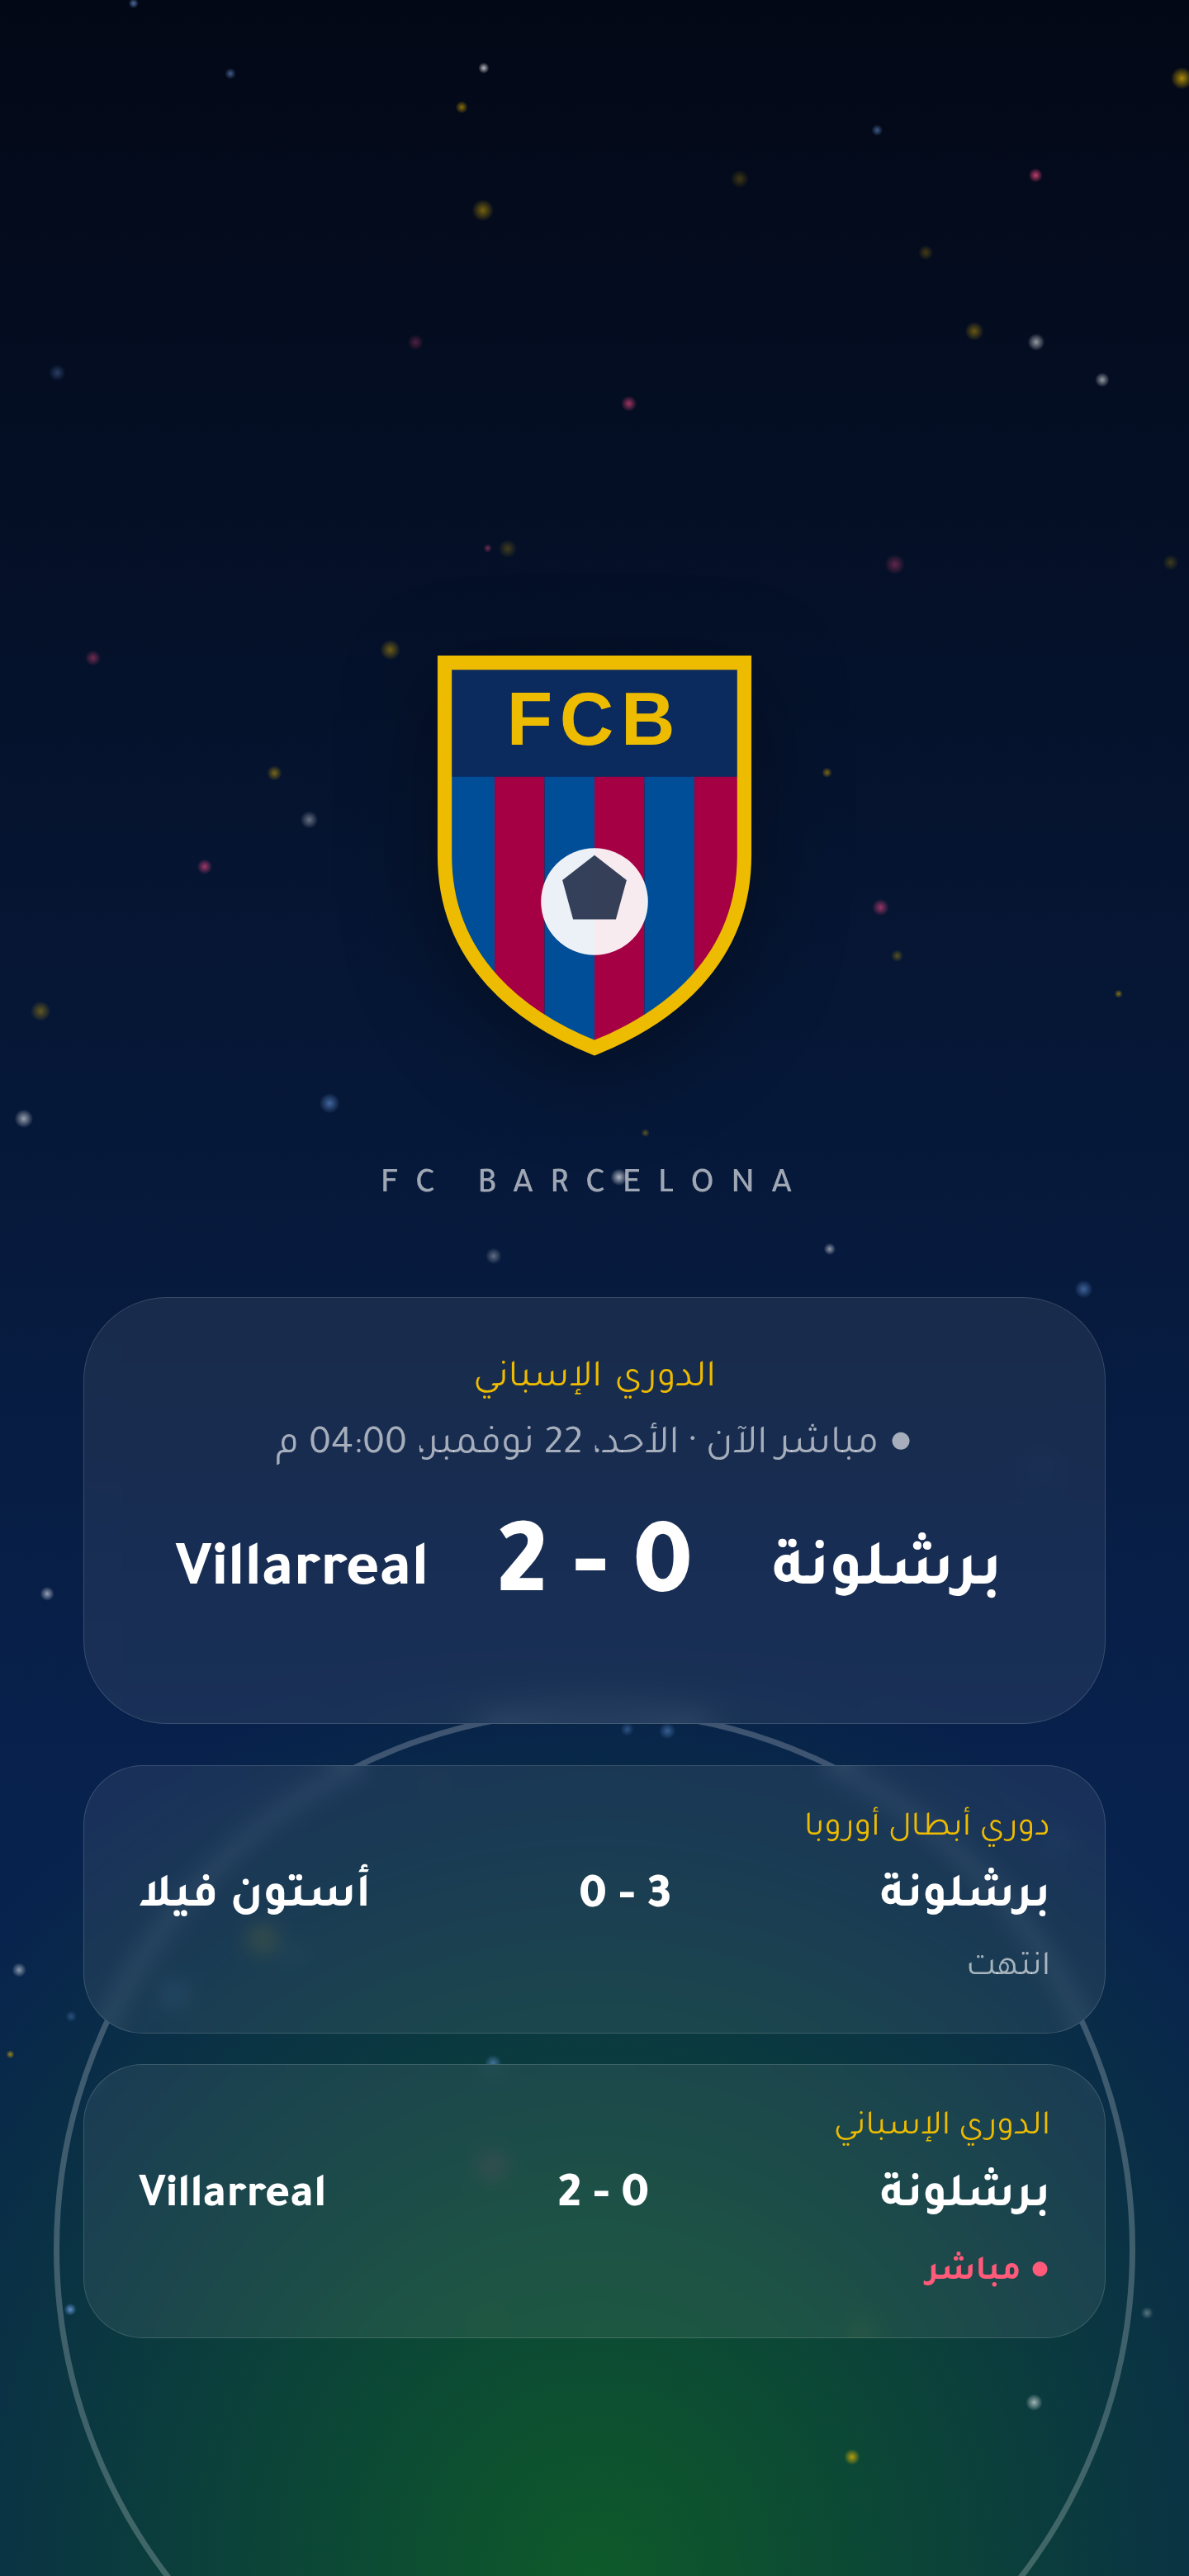 FCB
FC BARCELONA
الدوري الإسباني
● مباشر الآن · الأحد، 22 نوفمبر، 04:00 م
برشلونة 2 - 0 Villarreal
دوري أبطال أوروبا
برشلونة 0 - 3 أستون فيلا
انتهت
الدوري الإسباني
برشلونة 2 - 0 Villarreal
● مباشر